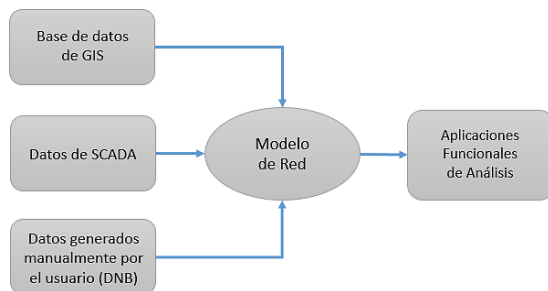 Base de datos
de GIS
Datos de SCADA
Datos generados
manualmente por
el usuario (DNB)
Modelo
de Red
Aplicaciones
Funcionales
de Análisis